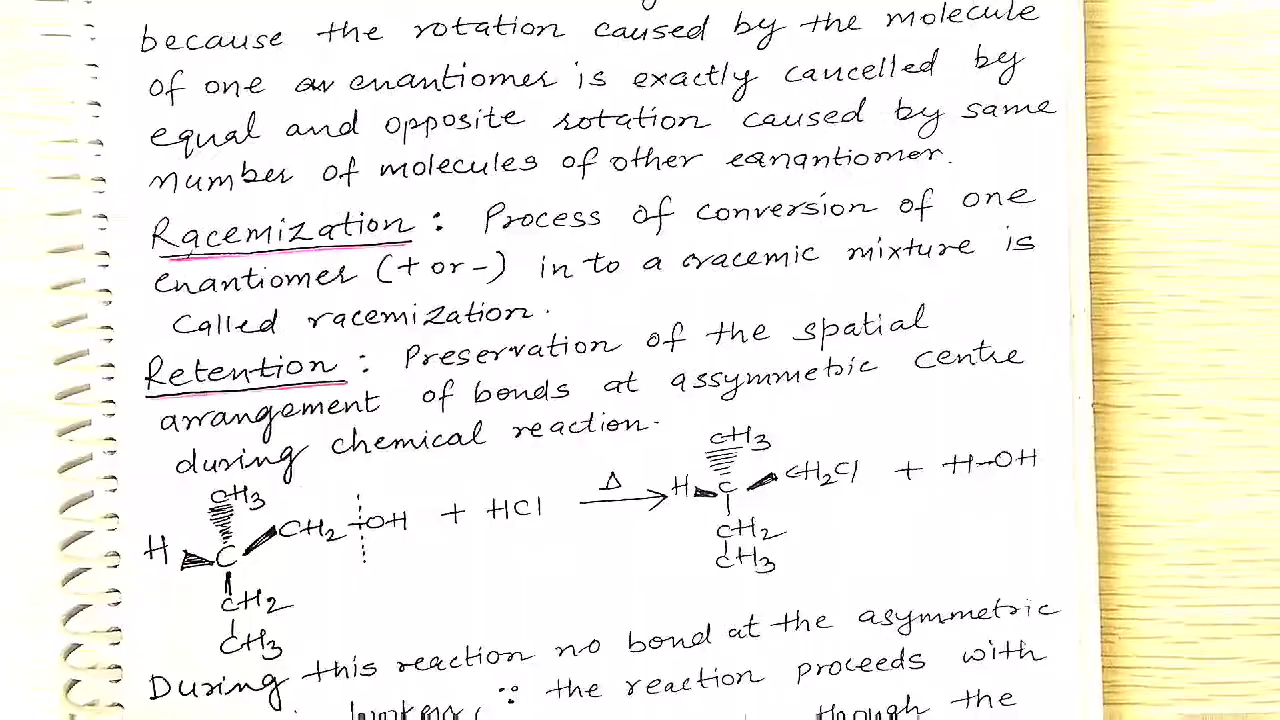 because the rotation caused by the molecule
of one enantiomer is exactly cancelled by
equal and opposite rotation caused by same
number of molecules of other eanantiomer.
Racemization : Process of conversion of one
enantiomer (+ or -) in to a racemic mixture is
called racemization.
Retention : Preservation of the spatial
arrangement of bonds at assymmetric centre
during chemical reaction.
CH3 CH3
H C CH2-OH + HCl Δ → H C CH2Cl + H-OH
CH2 CH2
CH3 CH3
During this reaction no bond at the asymmetric
∵ the reaction proceeds with
though the